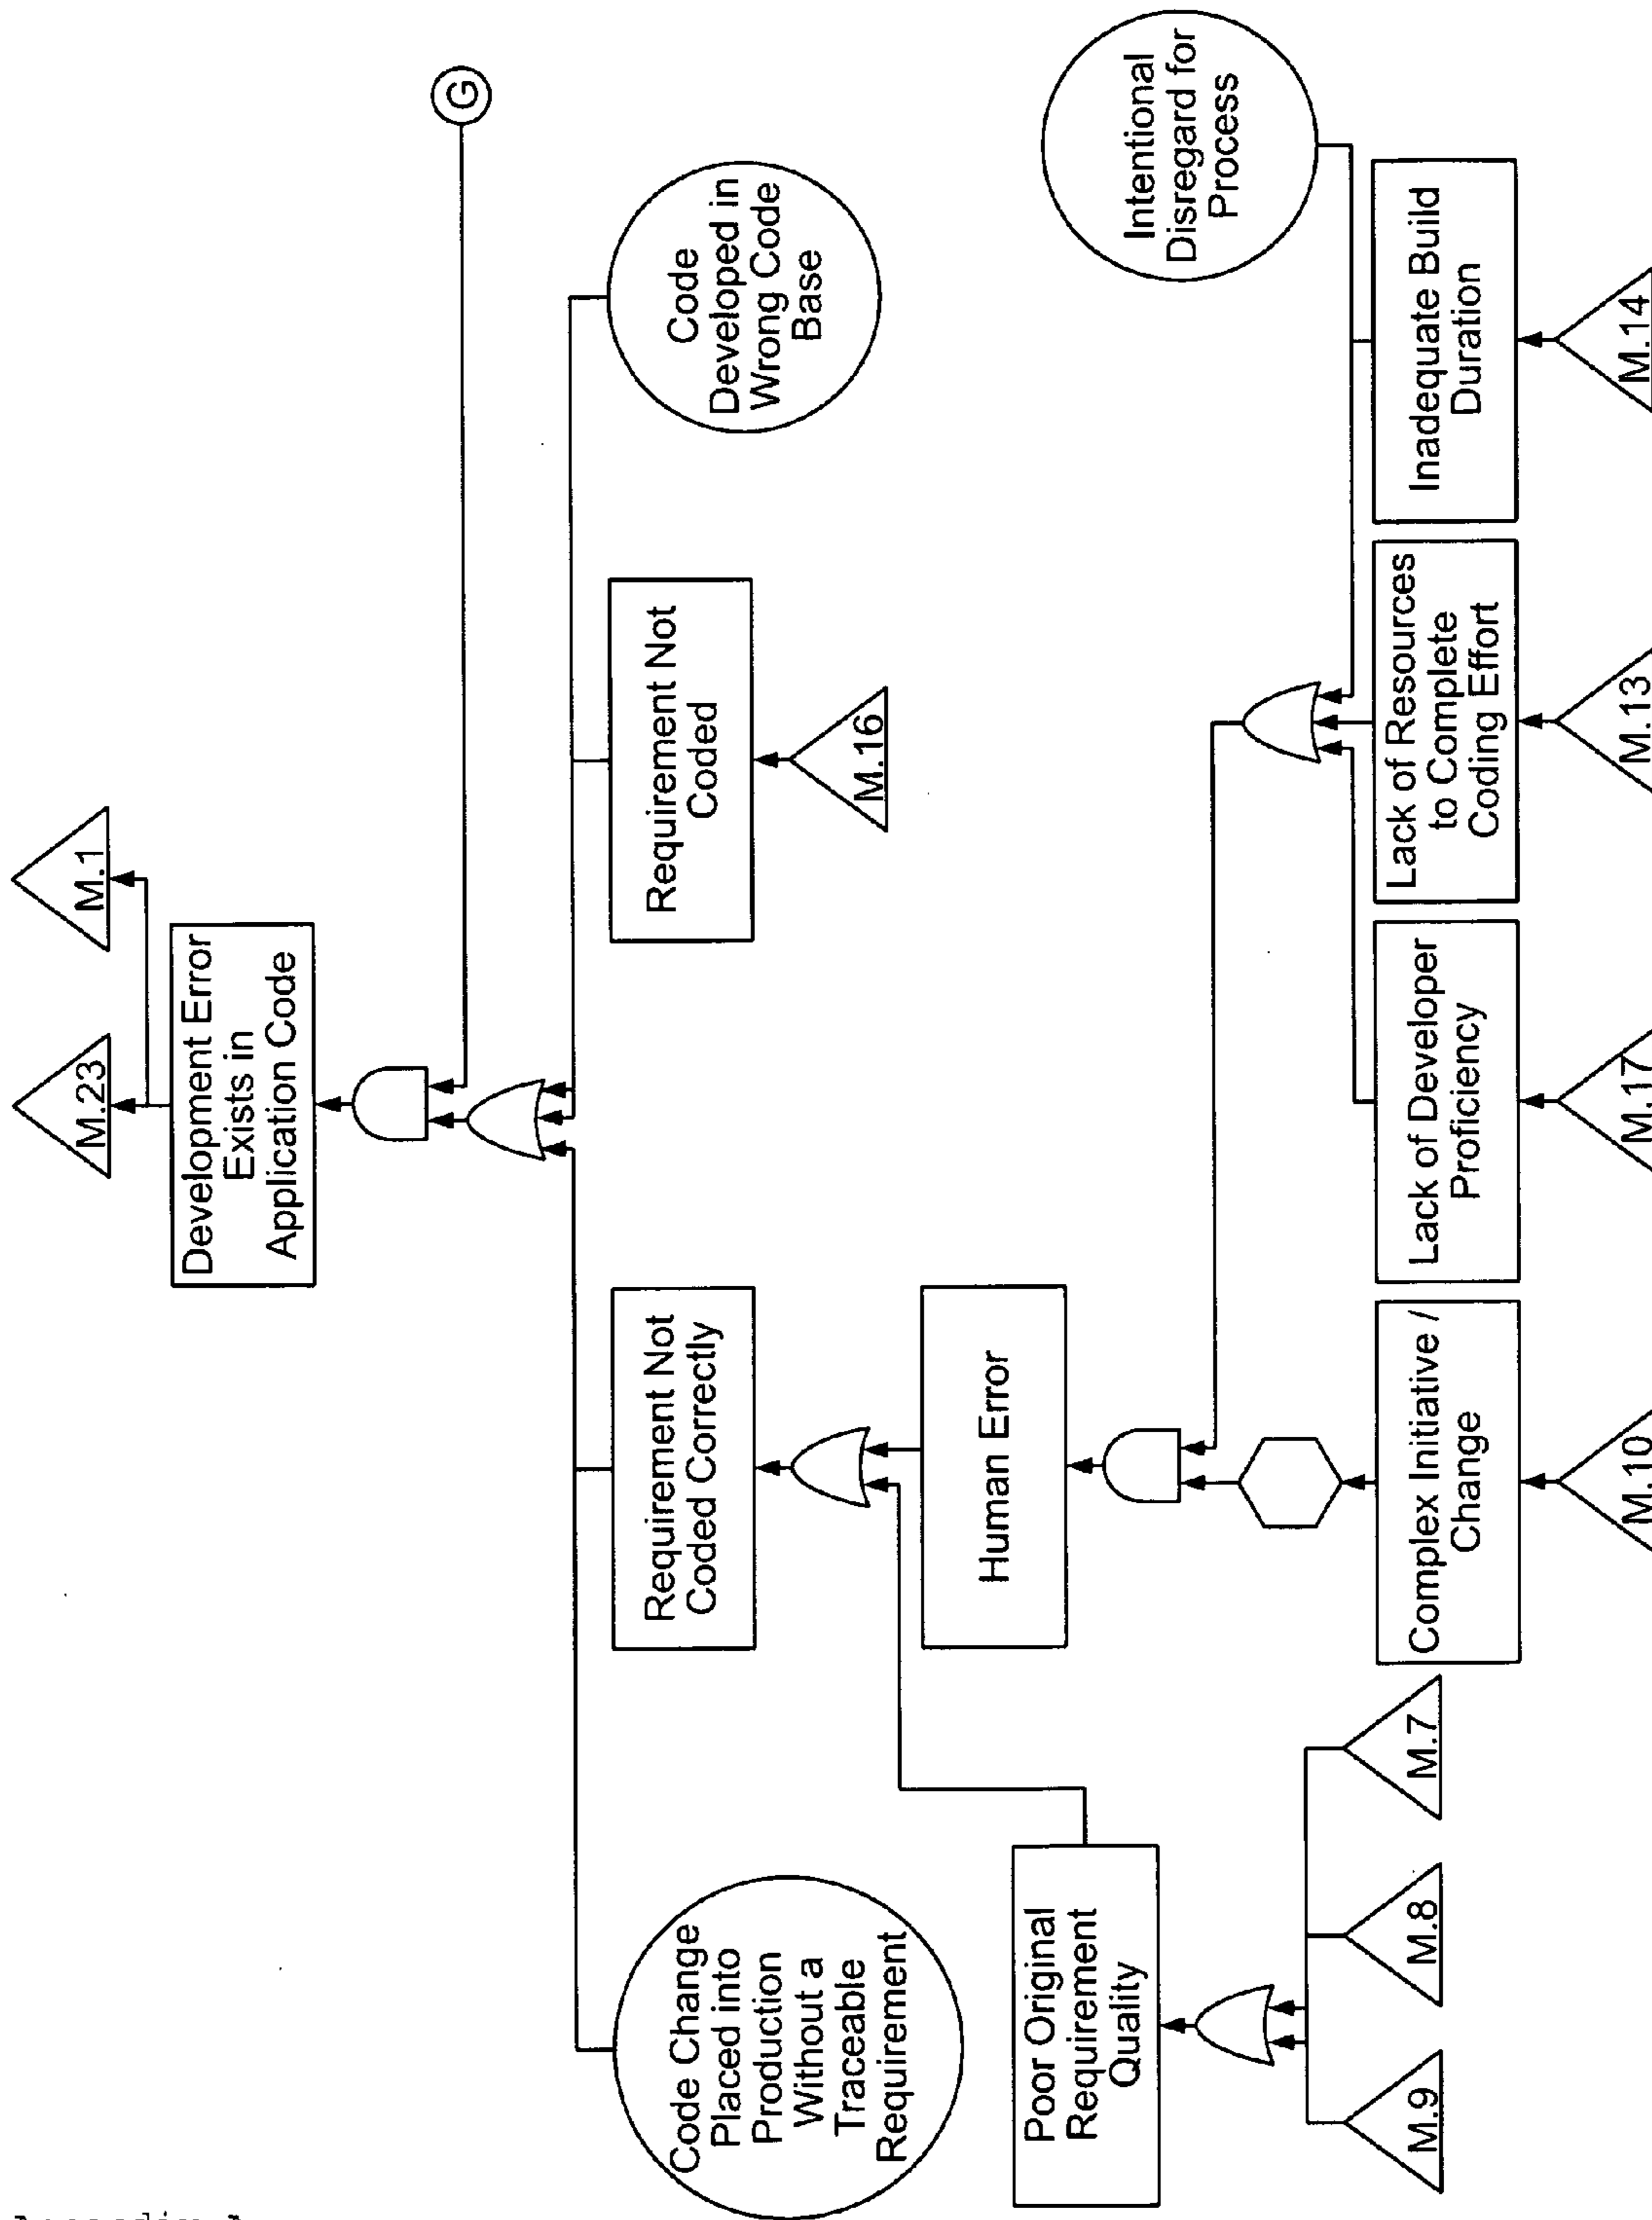 M.23
M.1
Development Error
Exists in
Application Code
G
Code Change
Placed into
Production
Without a
Traceable
Requirement
Requirement Not
Coded Correctly
Requirement Not
Coded
Code
Developed in
Wrong Code
Base
M.16
Poor Original
Requirement
Quality
Human Error
Intentional
Disregard for
Process
M.9
M.8
M.7
Complex Initiative /
Change
Lack of Developer
Proficiency
Lack of Resources
to Complete
Coding Effort
Inadequate Build
Duration
M.10
M.17
M.13
M.14